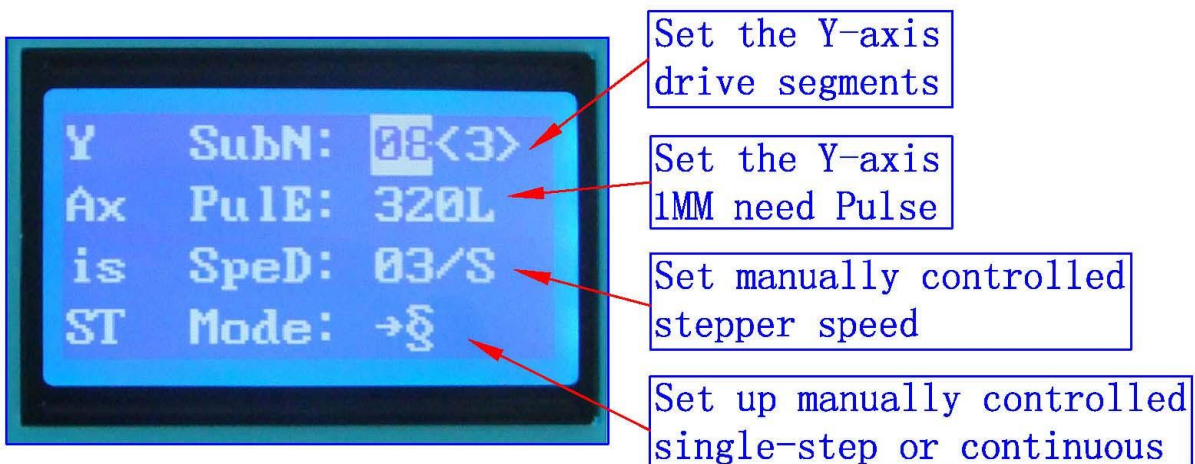 Y SubN: 08<3>
Ax PulE: 320L
is SpeD: 03/S
ST Mode: →§
Set the Y-axis
drive segments
Set the Y-axis
1MM need Pulse
Set manually controlled
stepper speed
Set up manually controlled
single-step or continuous